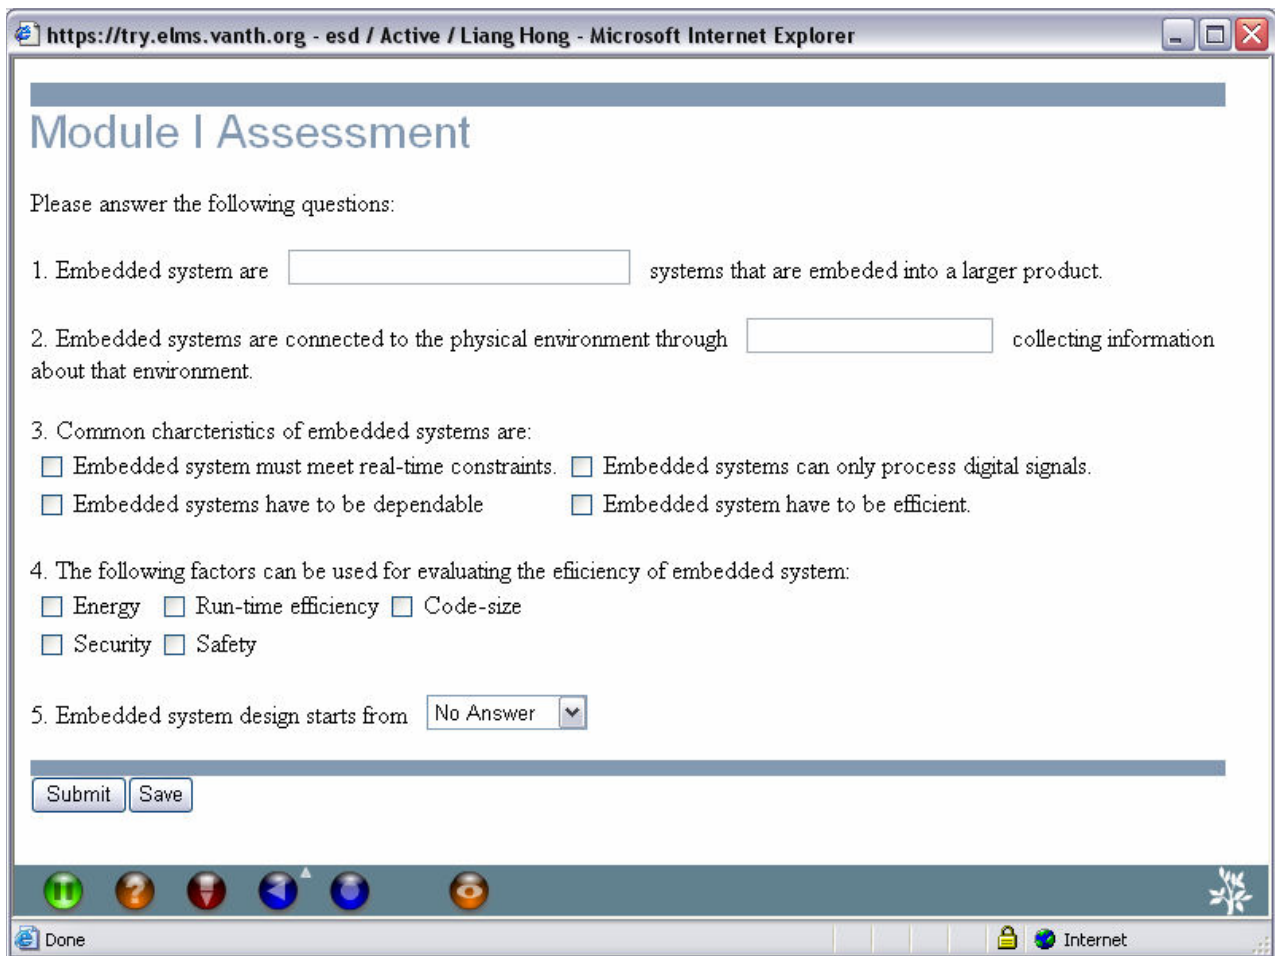 https://try.elms.vanth.org - esd / Active / Liang Hong - Microsoft Internet Explorer
Module I Assessment
Please answer the following questions:
1. Embedded system are systems that are embeded into a larger product.
2. Embedded systems are connected to the physical environment through collecting information
about that environment.
3. Common charcteristics of embedded systems are:
Embedded system must meet real-time constraints. Embedded systems can only process digital signals.
Embedded systems have to be dependable Embedded system have to be efficient.
4. The following factors can be used for evaluating the efiiciency of embedded system:
Energy Run-time efficiency Code-size
Security Safety
5. Embedded system design starts from No Answer
Submit Save
Done Internet